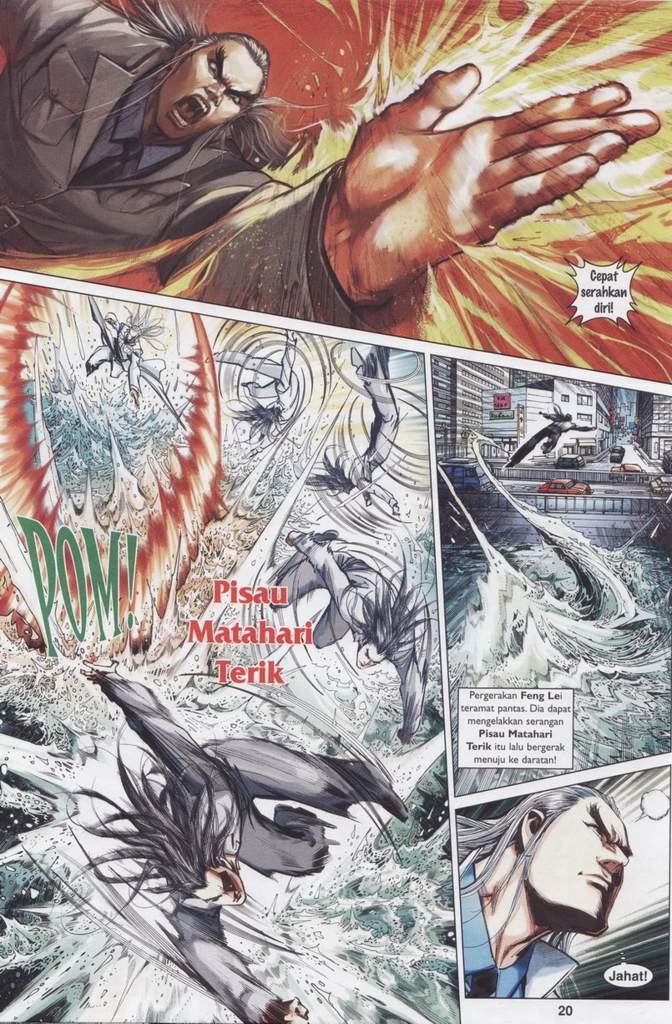 Cepat
serahkan
diri!
POM!
Pisau
Matahari
Terik
Pergerakan Feng Lei
teramat pantas. Dia dapat
mengelakkan serangan
Pisau Matahari
Terik itu lalu bergerak
menuju ke daratan!
Jahat!
20